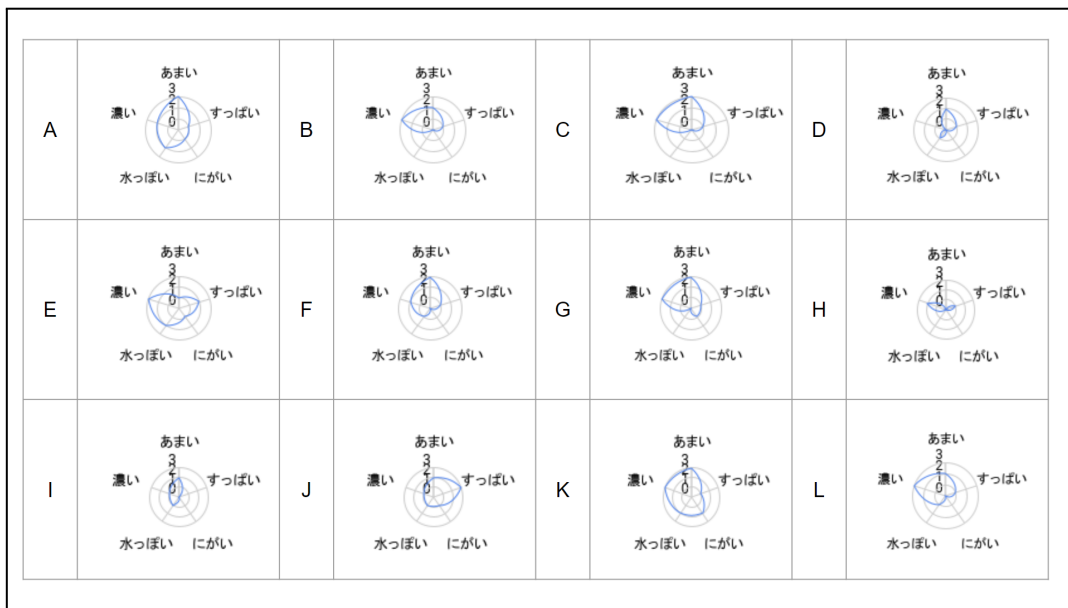 A
あまい
3
2
1
0
濃い
すっぱい
水っぽい
にがい
B
あまい
3
2
1
0
濃い
すっぱい
水っぽい
にがい
C
あまい
3
2
1
0
濃い
すっぱい
水っぽい
にがい
D
あまい
3
2
1
0
濃い
すっぱい
水っぽい
にがい
E
あまい
3
2
1
0
濃い
すっぱい
水っぽい
にがい
F
あまい
3
2
1
0
濃い
すっぱい
水っぽい
にがい
G
あまい
3
2
1
0
濃い
すっぱい
水っぽい
にがい
H
あまい
3
2
1
0
濃い
すっぱい
水っぽい
にがい
I
あまい
3
2
1
0
濃い
すっぱい
水っぽい
にがい
J
あまい
3
2
1
0
濃い
すっぱい
水っぽい
にがい
K
あまい
3
2
1
0
濃い
すっぱい
水っぽい
にがい
L
あまい
3
2
1
0
濃い
すっぱい
水っぽい
にがい